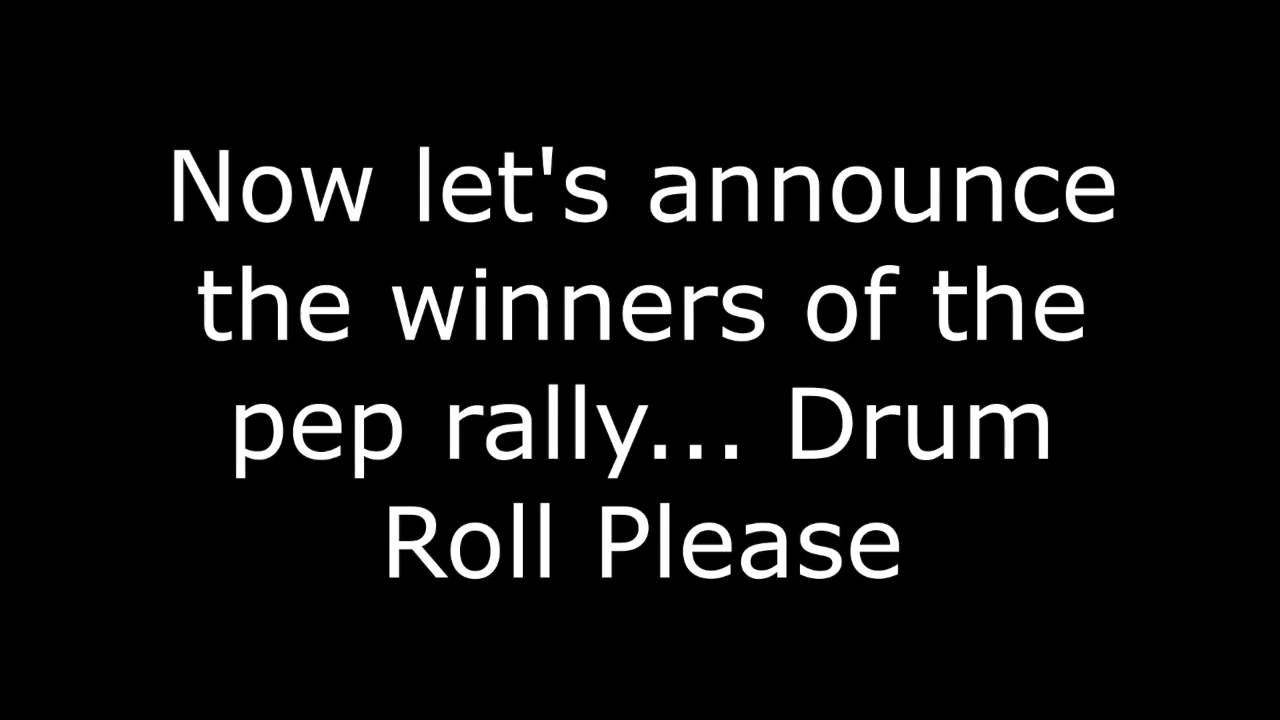 Now let's announce
the winners of the
pep rally... Drum
Roll Please